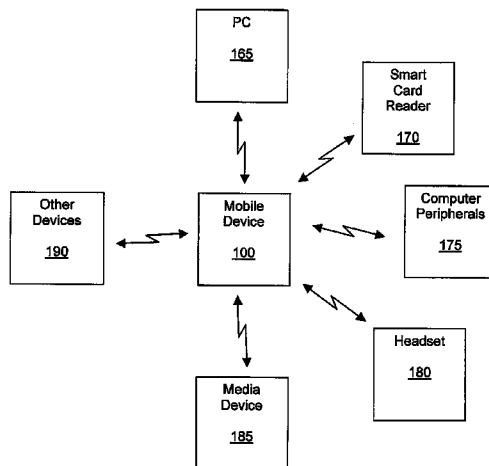 PC
165
Smart
Card
Reader
170
Other
Devices
190
Mobile
Device
100
Computer
Peripherals
175
Headset
180
Media
Device
185